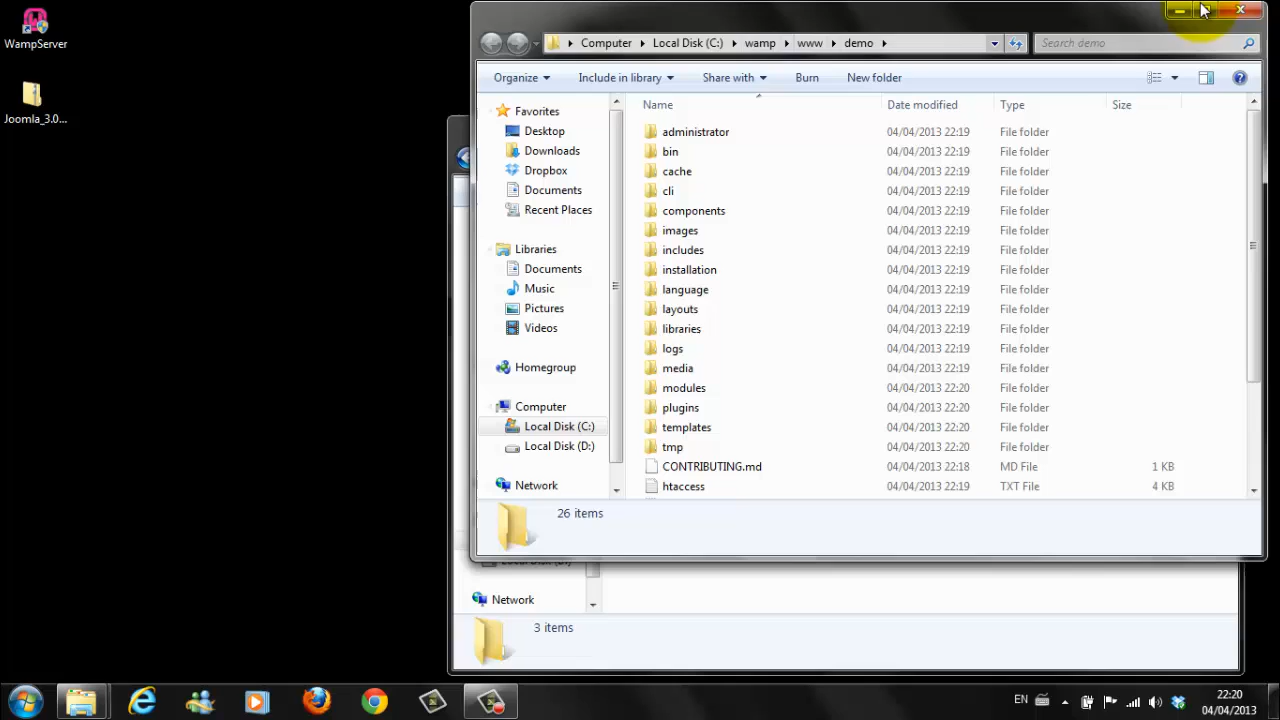 WampServer
Joomla_3.0...
Computer
Local Disk (C:)
wamp
www
demo
Search demo
Organize
Include in library
Share with
Burn
New folder
Favorites
Desktop
Downloads
Dropbox
Documents
Recent Places
Libraries
Documents
Music
Pictures
Videos
Homegroup
Computer
Local Disk (C:)
Local Disk (D:)
Network
Name Date modified Type Size
administrator 04/04/2013 22:19 File folder
bin 04/04/2013 22:19 File folder
cache 04/04/2013 22:19 File folder
cli 04/04/2013 22:19 File folder
components 04/04/2013 22:19 File folder
images 04/04/2013 22:19 File folder
includes 04/04/2013 22:19 File folder
installation 04/04/2013 22:19 File folder
language 04/04/2013 22:19 File folder
layouts 04/04/2013 22:19 File folder
libraries 04/04/2013 22:19 File folder
logs 04/04/2013 22:19 File folder
media 04/04/2013 22:19 File folder
modules 04/04/2013 22:20 File folder
plugins 04/04/2013 22:20 File folder
templates 04/04/2013 22:20 File folder
tmp 04/04/2013 22:20 File folder
CONTRIBUTING.md 04/04/2013 22:18 MD File 1 KB
htaccess 04/04/2013 22:19 TXT File 4 KB
26 items
Network
3 items
EN
22:20
04/04/2013